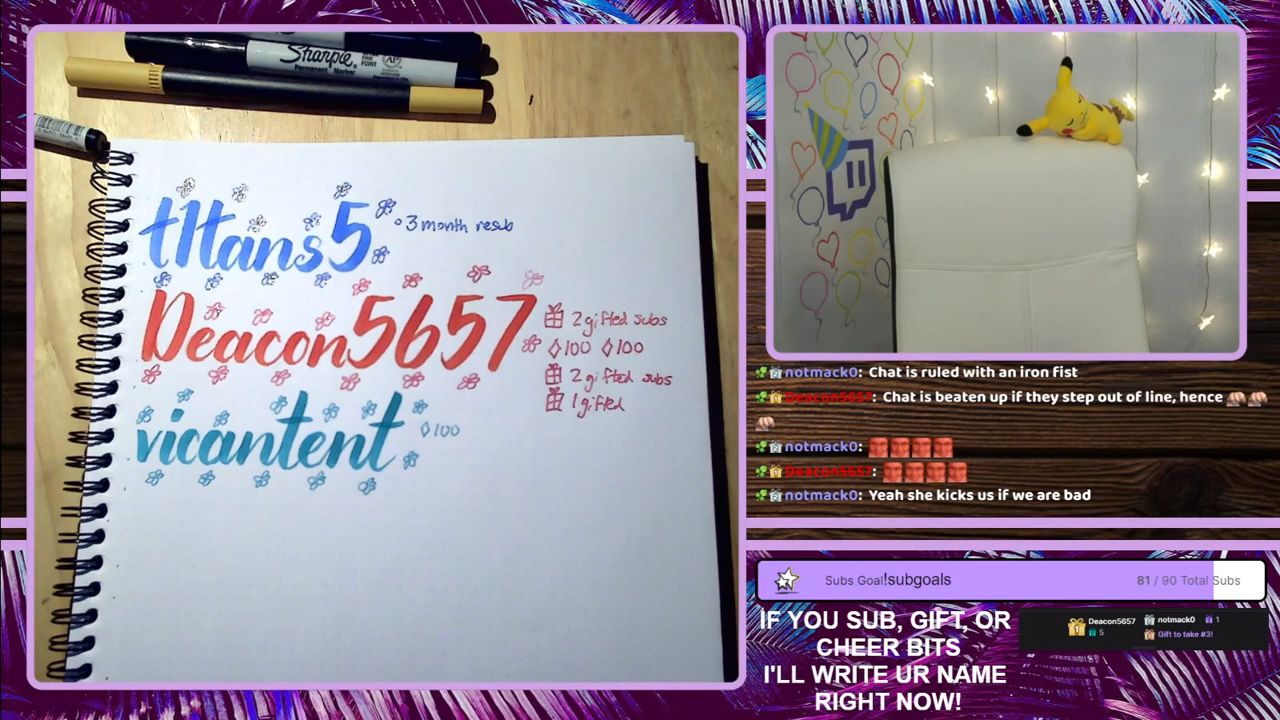 Sharpie
Permanent Marker
tItans5
3 month resub
Deacon5657
2 gifted subs
100 100
2 gifted subs
1 gifted
vicantent
100
notmack0: Chat is ruled with an iron fist
Deacon5657: Chat is beaten up if they step out of line, hence
notmack0:
Deacon5657:
notmack0: Yeah she kicks us if we are bad
Subs Goal !subgoals 81 / 90 Total Subs
IF YOU SUB, GIFT, OR
CHEER BITS
I'LL WRITE UR NAME
RIGHT NOW!
1 Deacon5657 5
notmack0 1
Gift to take #3!